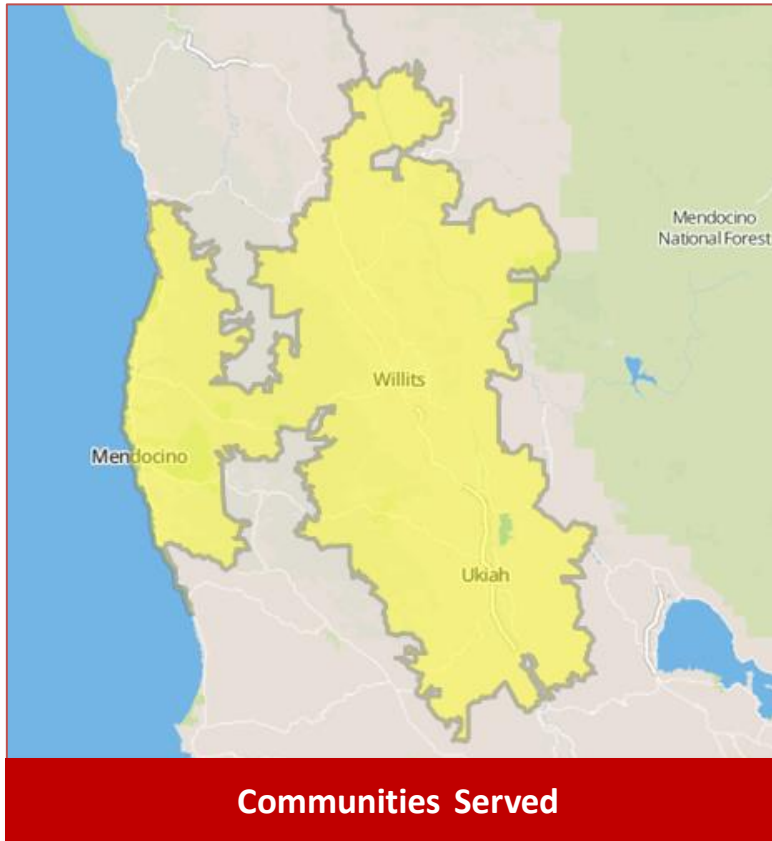 Mendocino
National Forest
Willits
Mendocino
Ukiah
Communities Served